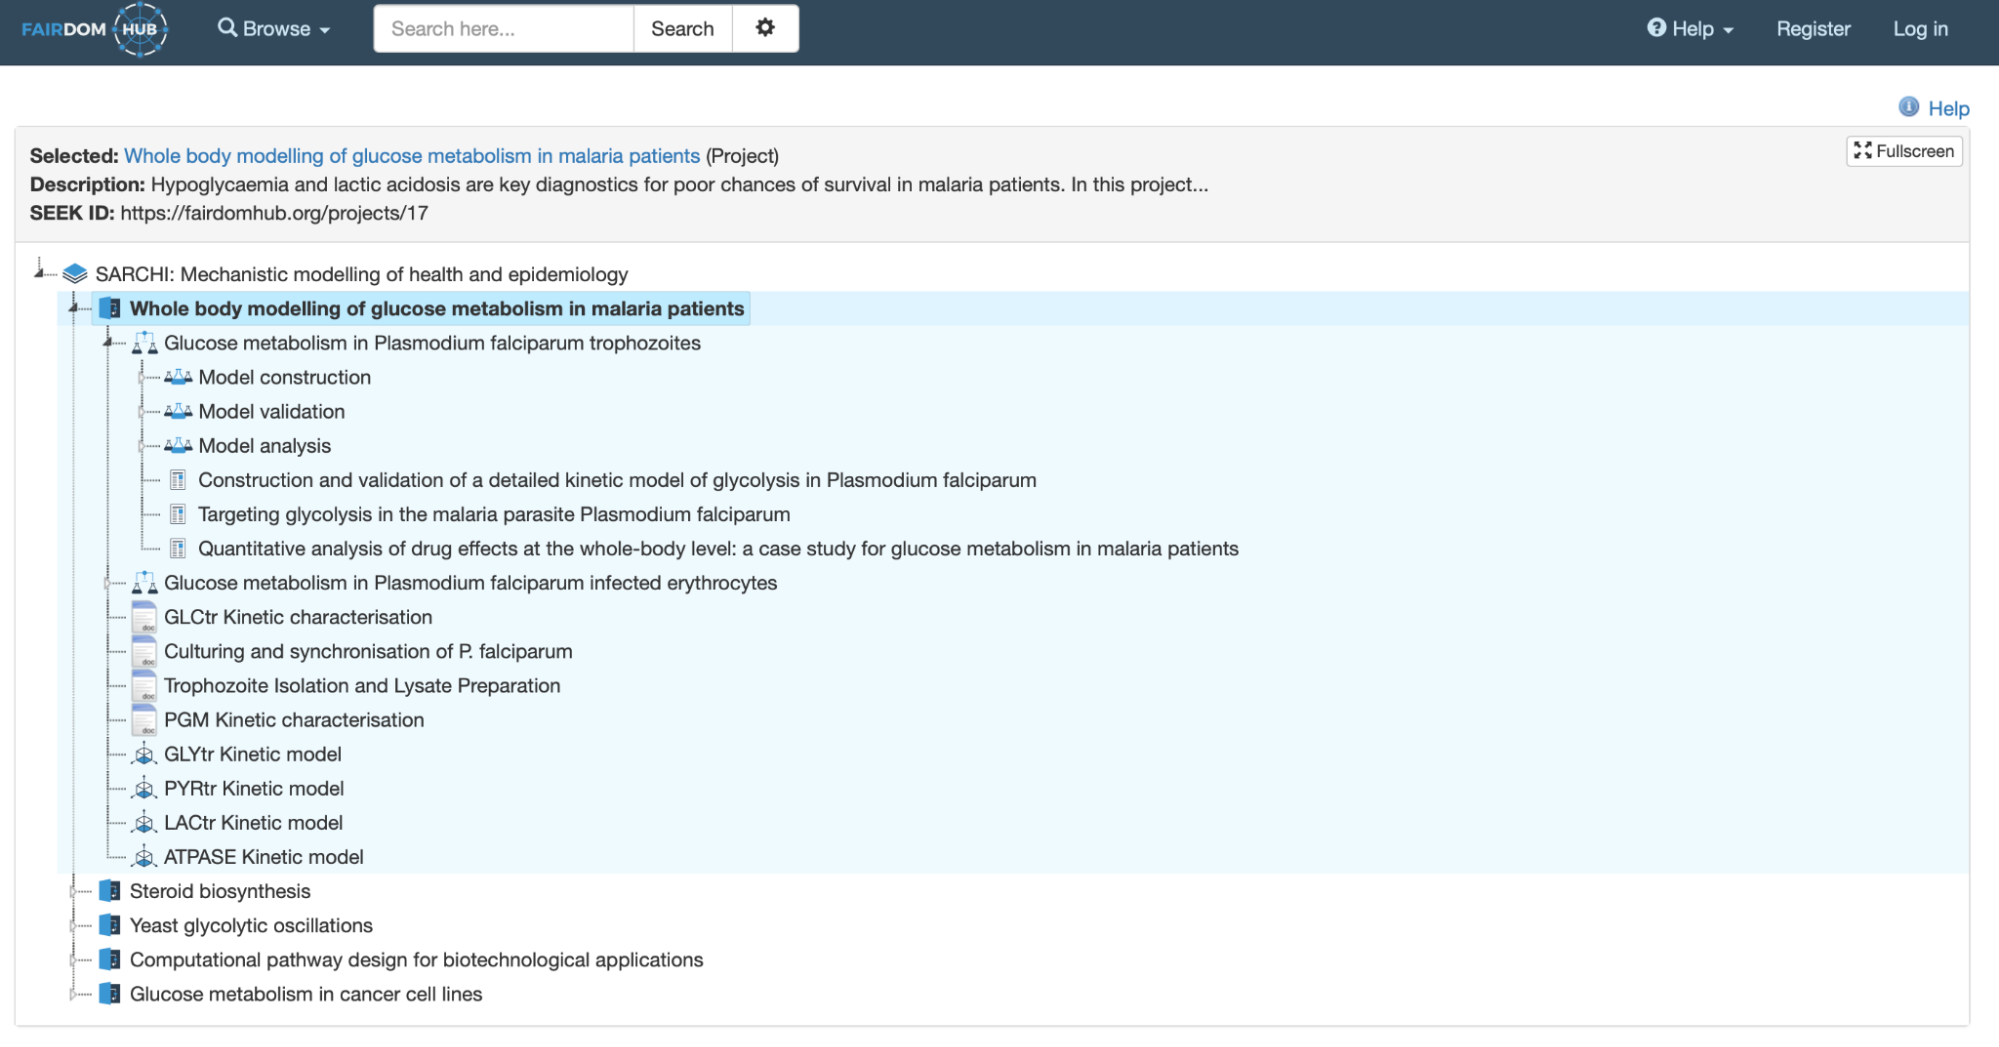 FAIRDOM HUB Browse Search here... Search Help Register Log in
Help
Selected: Whole body modelling of glucose metabolism in malaria patients (Project)
Fullscreen
Description: Hypoglycaemia and lactic acidosis are key diagnostics for poor chances of survival in malaria patients. In this project...
SEEK ID: https://fairdomhub.org/projects/17
SARCHI: Mechanistic modelling of health and epidemiology
Whole body modelling of glucose metabolism in malaria patients
Glucose metabolism in Plasmodium falciparum trophozoites
Model construction
Model validation
Model analysis
Construction and validation of a detailed kinetic model of glycolysis in Plasmodium falciparum
Targeting glycolysis in the malaria parasite Plasmodium falciparum
Quantitative analysis of drug effects at the whole-body level: a case study for glucose metabolism in malaria patients
Glucose metabolism in Plasmodium falciparum infected erythrocytes
doc GLCtr Kinetic characterisation
doc Culturing and synchronisation of P. falciparum
doc Trophozoite Isolation and Lysate Preparation
doc PGM Kinetic characterisation
GLYtr Kinetic model
PYRtr Kinetic model
LACtr Kinetic model
ATPASE Kinetic model
Steroid biosynthesis
Yeast glycolytic oscillations
Computational pathway design for biotechnological applications
Glucose metabolism in cancer cell lines